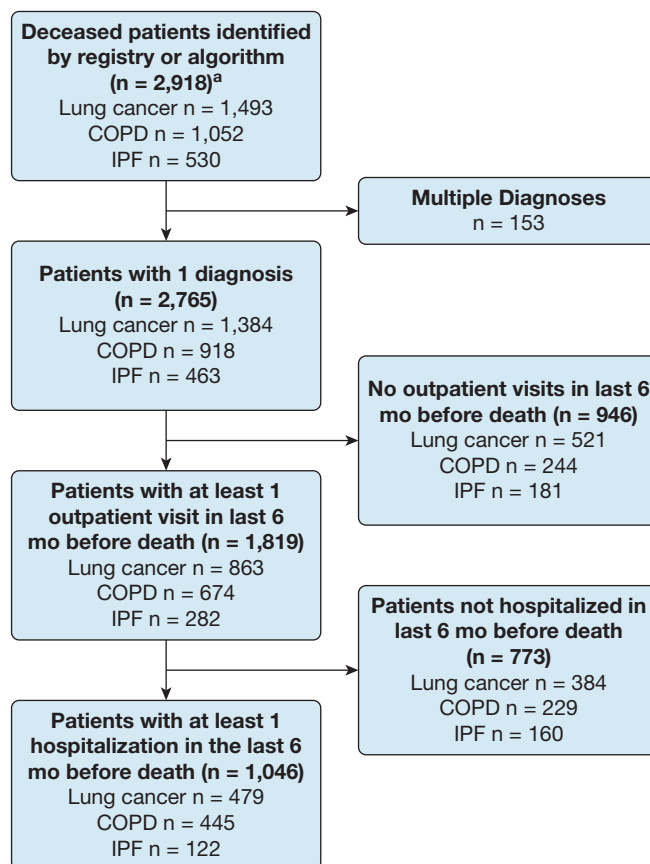 Deceased patients identified
by registry or algorithm
(n = 2,918)ᵃ
Lung cancer n = 1,493
COPD n = 1,052
IPF n = 530
Multiple Diagnoses
n = 153
Patients with 1 diagnosis
(n = 2,765)
Lung cancer n = 1,384
COPD n = 918
IPF n = 463
No outpatient visits in last 6
mo before death (n = 946)
Lung cancer n = 521
COPD n = 244
IPF n = 181
Patients with at least 1
outpatient visit in last 6
mo before death (n = 1,819)
Lung cancer n = 863
COPD n = 674
IPF n = 282
Patients not hospitalized in
last 6 mo before death
(n = 773)
Lung cancer n = 384
COPD n = 229
IPF n = 160
Patients with at least 1
hospitalization in the last 6
mo before death (n = 1,046)
Lung cancer n = 479
COPD n = 445
IPF n = 122